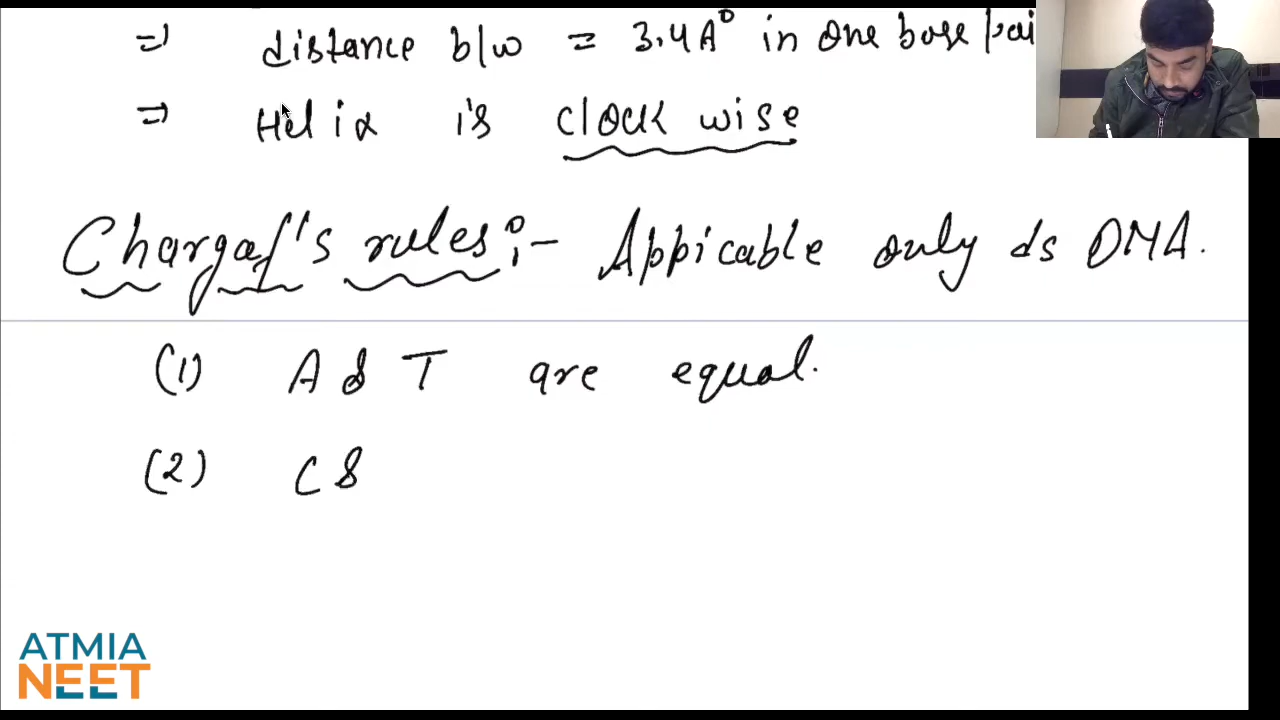 => distance b/w = 3.4A° in one base pai
=> Helix is clock wise
Chargaf's rules:- Appicable only ds DNA.
(1) A & T are equal.
(2) C &
ATMIA
NEET